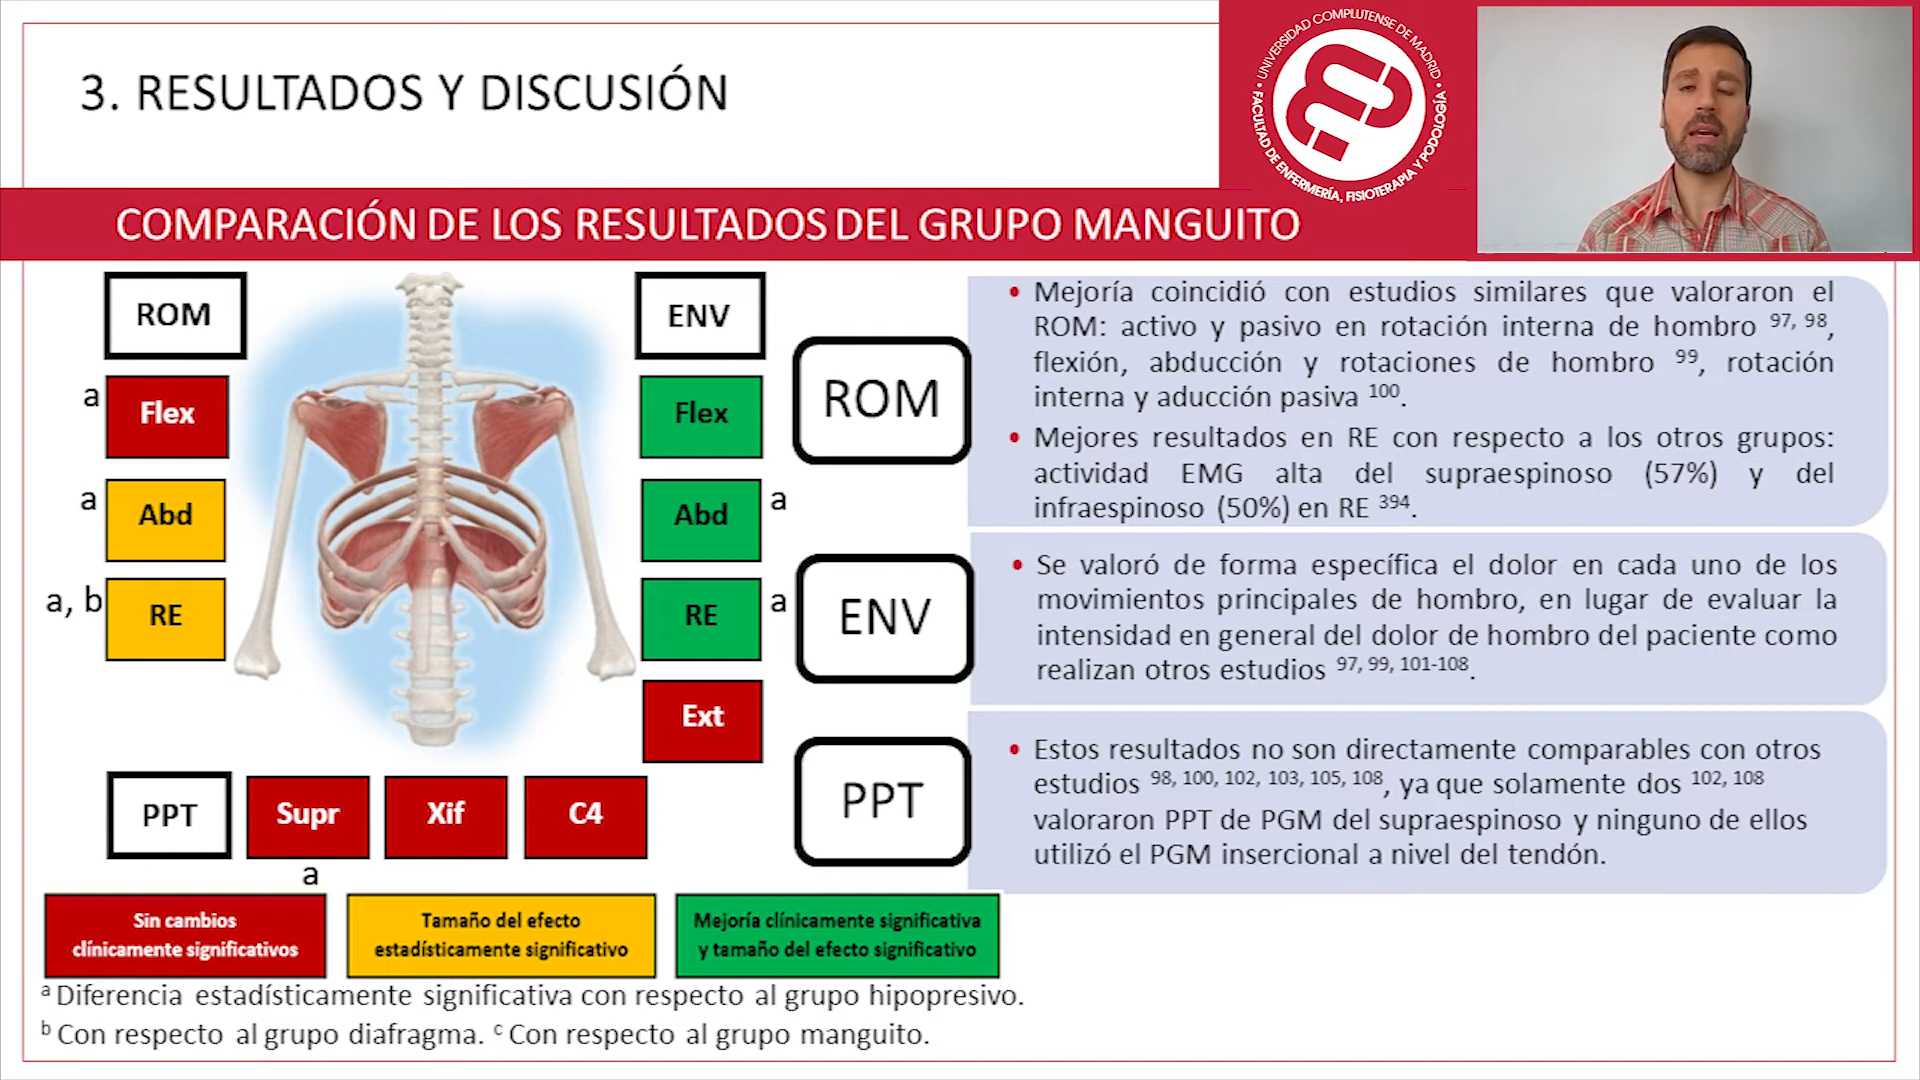 3. RESULTADOS Y DISCUSIÓN
• UNIVERSIDAD COMPLUTENSE DE MADRID •
FACULTAD DE ENFERMERÍA, FISIOTERAPIA Y PODOLOGÍA
COMPARACIÓN DE LOS RESULTADOS DEL GRUPO MANGUITO
ROM
a Flex
a Abd
a, b RE
ENV
Flex
Abd a
RE a
Ext
PPT Supr Xif C4
a
ROM
• Mejoría coincidió con estudios similares que valoraron el
ROM: activo y pasivo en rotación interna de hombro 97, 98,
flexión, abducción y rotaciones de hombro 99, rotación
interna y aducción pasiva 100.
• Mejores resultados en RE con respecto a los otros grupos:
actividad EMG alta del supraespinoso (57%) y del
infraespinoso (50%) en RE 394.
ENV
• Se valoró de forma específica el dolor en cada uno de los
movimientos principales de hombro, en lugar de evaluar la
intensidad en general del dolor de hombro del paciente como
realizan otros estudios 97, 99, 101-108.
PPT
• Estos resultados no son directamente comparables con otros
estudios 98, 100, 102, 103, 105, 108, ya que solamente dos 102, 108
valoraron PPT de PGM del supraespinoso y ninguno de ellos
utilizó el PGM insercional a nivel del tendón.
Sin cambios
clínicamente significativos
Tamaño del efecto
estadísticamente significativo
Mejoría clínicamente significativa
y tamaño del efecto significativo
a Diferencia estadísticamente significativa con respecto al grupo hipopresivo.
b Con respecto al grupo diafragma. c Con respecto al grupo manguito.